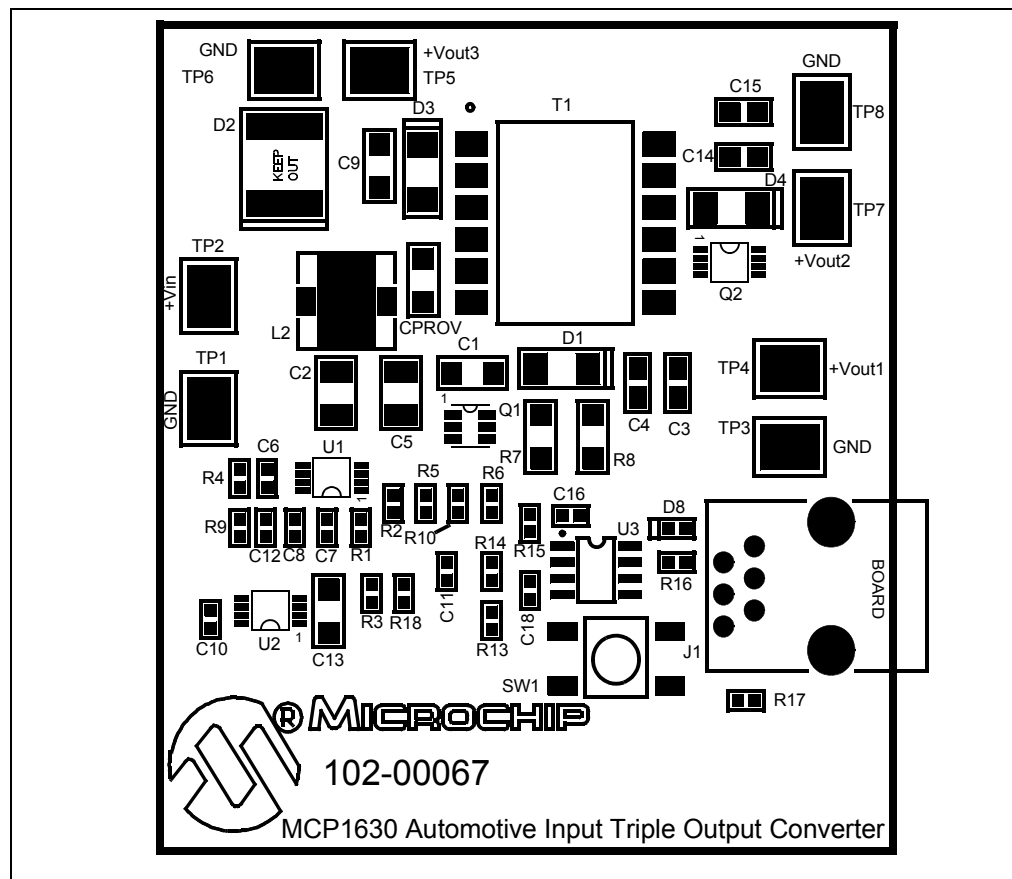 GND
TP6
+Vout3
TP5
D2
KEEP
OUT
C9
D3
T1
C15
C14
GND
TP8
D4
TP7
+Vout2
1
Q2
TP2
+Vin
L2
CPROV
TP1
GND
C2
C5
C1
1
Q1
D1
R7
R8
C4
C3
TP4
+Vout1
TP3
GND
C6
R4
U1
1
R9
C12
C8
C7
R1
R2
R5
R10
R6
R14
R15
C16
U3
D8
R16
C10
U2
1
C13
R3
R18
C11
R13
C18
SW1
J1
BOARD
R17
® MICROCHIP
102-00067
MCP1630 Automotive Input Triple Output Converter